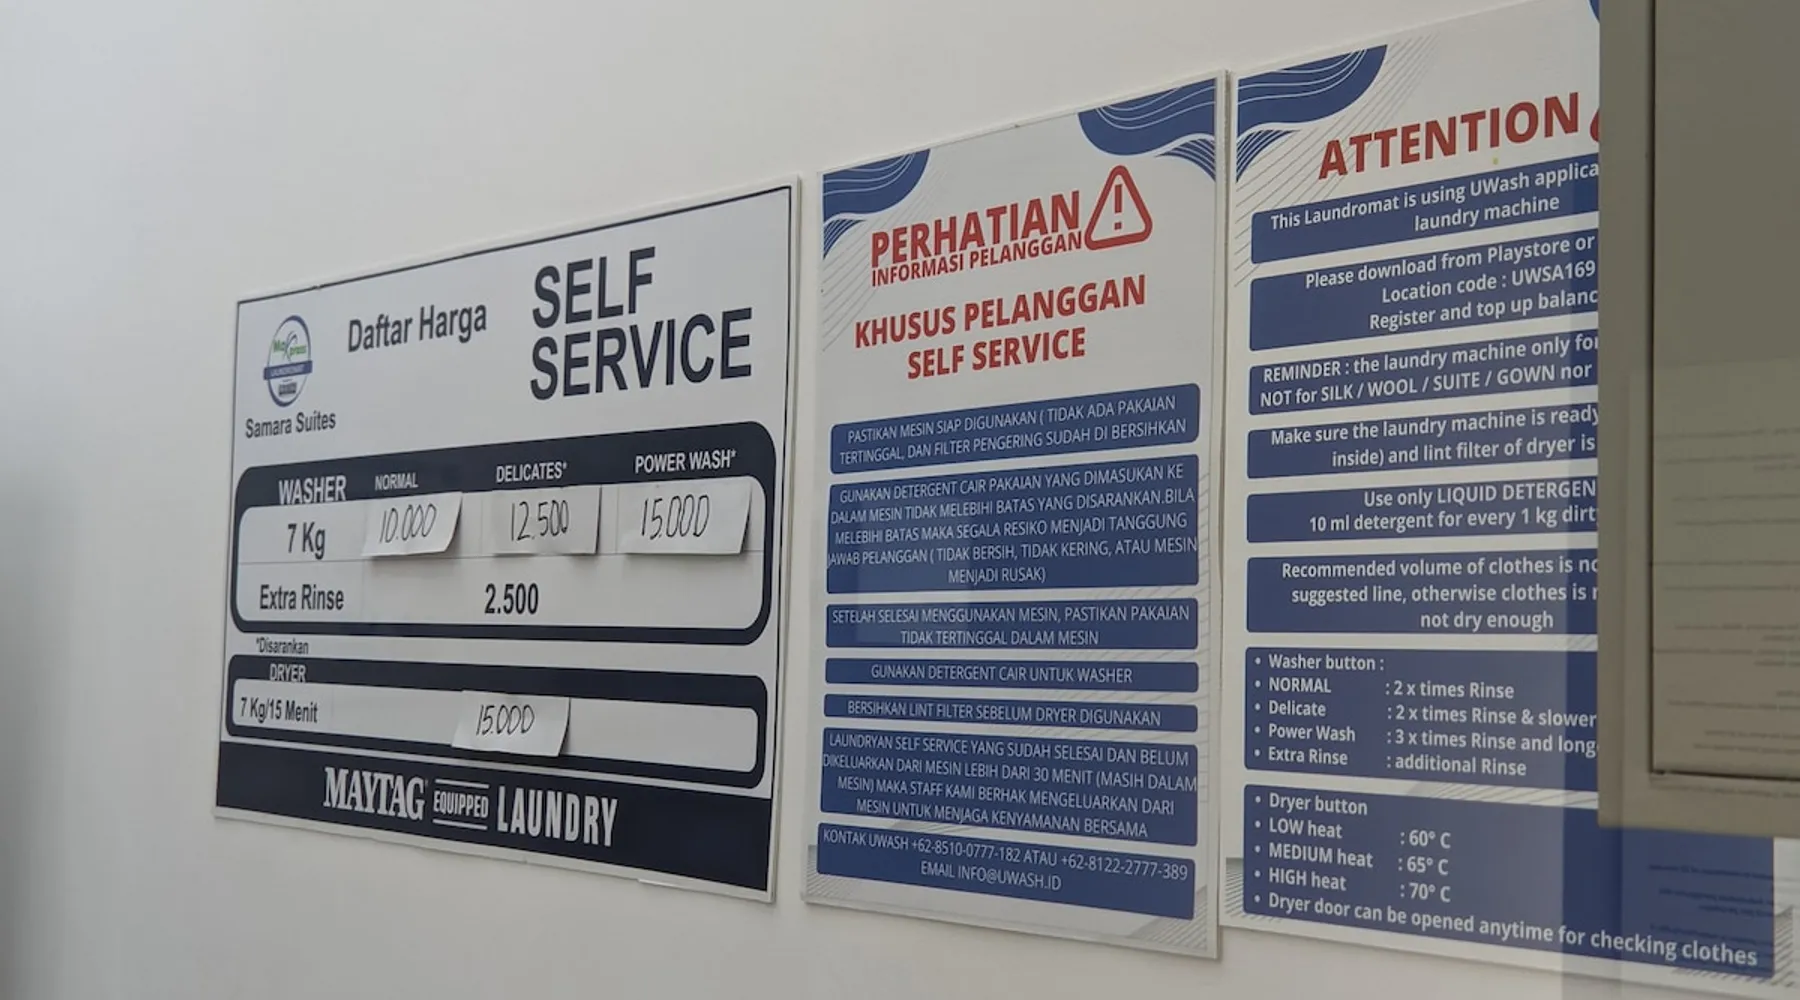 Daftar Harga
SELF
SERVICE
LAUNDROMAT
Samara Suites
WASHER NORMAL DELICATES* POWER WASH*
7 Kg 10.000 12.500 15.000
Extra Rinse 2.500
*Disarankan
DRYER
7 Kg/15 Menit 15.000
MAYTAG EQUIPPED LAUNDRY
PERHATIAN
INFORMASI PELANGGAN
KHUSUS PELANGGAN
SELF SERVICE
PASTIKAN MESIN SIAP DIGUNAKAN ( TIDAK ADA PAKAIAN
TERTINGGAL, DAN FILTER PENGERING SUDAH DI BERSIHKAN
GUNAKAN DETERGENT CAIR PAKAIAN YANG DIMASUKAN KE
DALAM MESIN TIDAK MELEBIHI BATAS YANG DISARANKAN.BILA
MELEBIHI BATAS MAKA SEGALA RESIKO MENJADI TANGGUNG
JAWAB PELANGGAN ( TIDAK BERSIH, TIDAK KERING, ATAU MESIN
MENJADI RUSAK)
SETELAH SELESAI MENGGUNAKAN MESIN, PASTIKAN PAKAIAN
TIDAK TERTINGGAL DALAM MESIN
GUNAKAN DETERGENT CAIR UNTUK WASHER
BERSIHKAN LINT FILTER SEBELUM DRYER DIGUNAKAN
LAUNDRYAN SELF SERVICE YANG SUDAH SELESAI DAN BELUM
DIKELUARKAN DARI MESIN LEBIH DARI 30 MENIT (MASIH DALAM
MESIN) MAKA STAFF KAMI BERHAK MENGELUARKAN DARI
MESIN UNTUK MENJAGA KENYAMANAN BERSAMA
KONTAK UWASH +62-8510-0777-182 ATAU +62-8122-2777-389
EMAIL INFO@UWASH.ID
ATTENTION
This Laundromat is using UWash applica
laundry machine
Please download from Playstore or
Location code : UWSA169
Register and top up balanc
REMINDER : the laundry machine only for
NOT for SILK / WOOL / SUITE / GOWN nor
Make sure the laundry machine is ready
inside) and lint filter of dryer is
Use only LIQUID DETERGEN
10 ml detergent for every 1 kg dirt
Recommended volume of clothes is no
suggested line, otherwise clothes is
not dry enough
• Washer button :
• NORMAL : 2 x times Rinse
• Delicate : 2 x times Rinse & slower
• Power Wash : 3 x times Rinse and long
• Extra Rinse : additional Rinse
• Dryer button
• LOW heat : 60° C
• MEDIUM heat : 65° C
• HIGH heat : 70° C
• Dryer door can be opened anytime for checking clothes